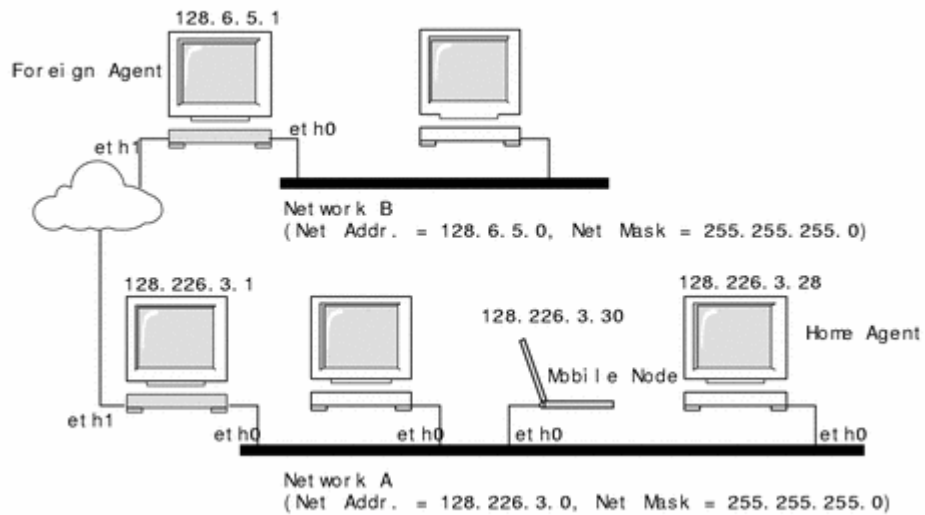 128.6.5.1
Foreign Agent
eth0
eth1
Network B
(Net Addr. = 128.6.5.0, Net Mask = 255.255.255.0)
128.226.3.1
128.226.3.28
128.226.3.30
Home Agent
Mobile Node
eth1
eth0
eth0
eth0
eth0
Network A
(Net Addr. = 128.226.3.0, Net Mask = 255.255.255.0)